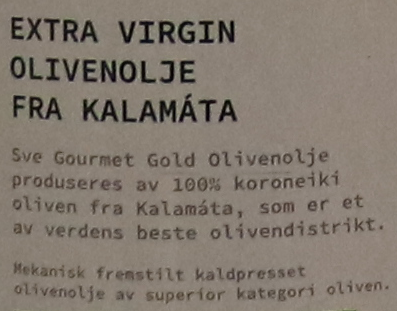 EXTRA VIRGIN
OLIVENOLJE
FRA KALAMÁTA
Sve Gourmet Gold Olivenolje
produseres av 100% koroneiki
oliven fra Kalamáta, som er et
av verdens beste olivendistrikt.
Mekanisk fremstilt kaldpresset
olivenolje av superior kategori oliven.